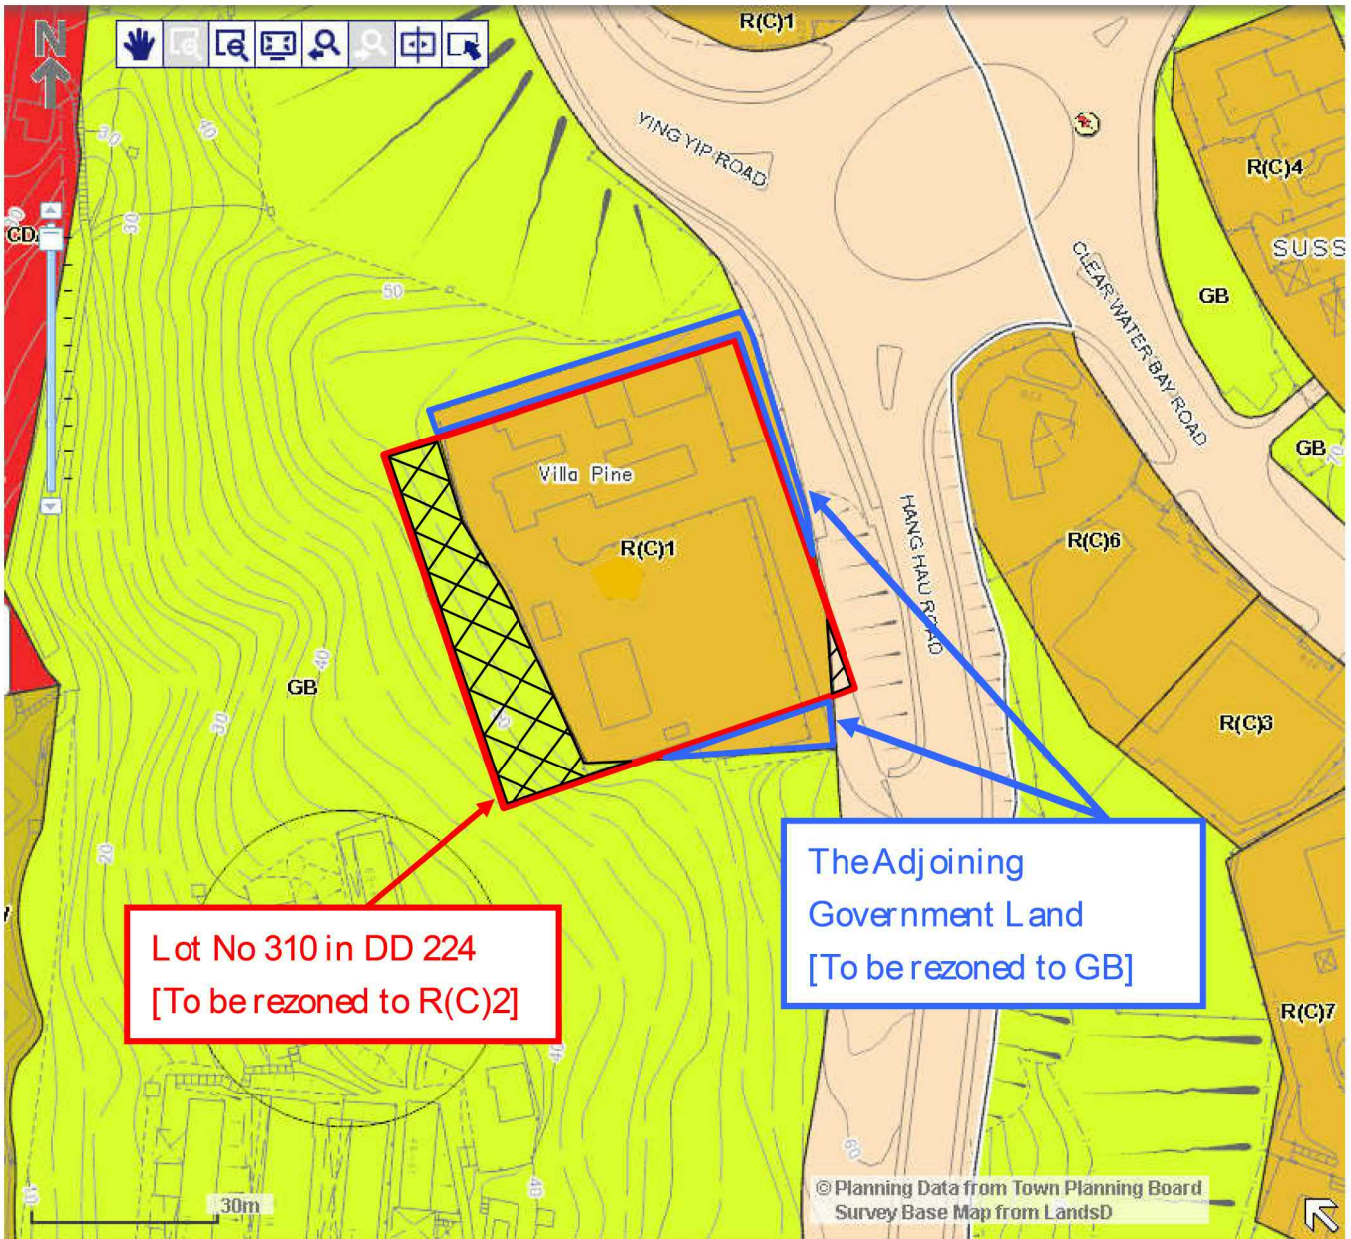 R(C)1
N
YING YIP ROAD
30
40
R(C)4
30
CD
SUSS
CLEAR WATER BAY ROAD
GB
50
GB
70
Villa Pine
R(C)1
HANG HAU ROAD
R(C)6
40
GB
30
R(C)3
20
The Adjoining
Government Land
[To be rezoned to GB]
Lot No 310 in DD 224
[To be rezoned to R(C)2]
R(C)7
40
60
40
10
30m
© Planning Data from Town Planning Board
Survey Base Map from LandsD